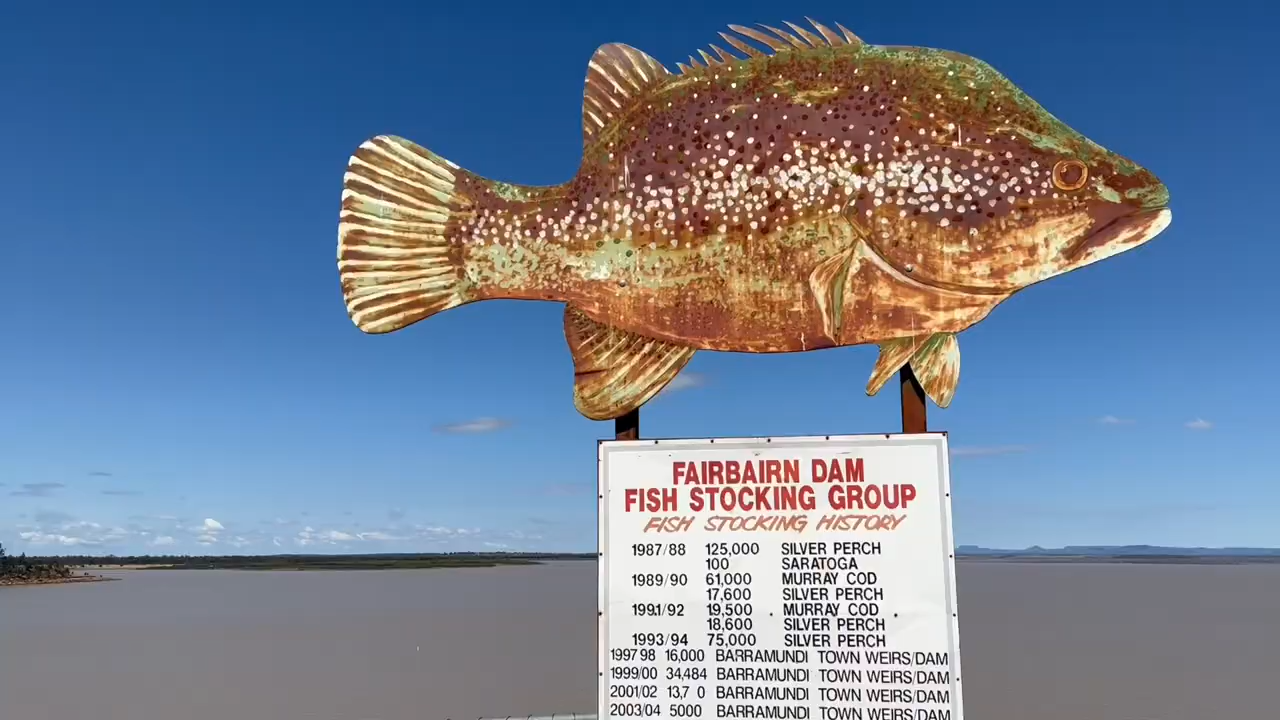 FAIRBAIRN DAM
FISH STOCKING GROUP
FISH STOCKING HISTORY
1987/88 125,000 SILVER PERCH
100 SARATOGA
1989/90 61,000 MURRAY COD
17,600 SILVER PERCH
1991/92 19,500 MURRAY COD
18,600 SILVER PERCH
1993/94 75,000 SILVER PERCH
1997 98 16,000 BARRAMUNDI TOWN WEIRS/DAM
1999/00 34,484 BARRAMUNDI TOWN WEIRS/DAM
2001/02 13,7 0 BARRAMUNDI TOWN WEIRS/DAM
2003/04 5000 BARRAMUNDI TOWN WEIRS/DAM